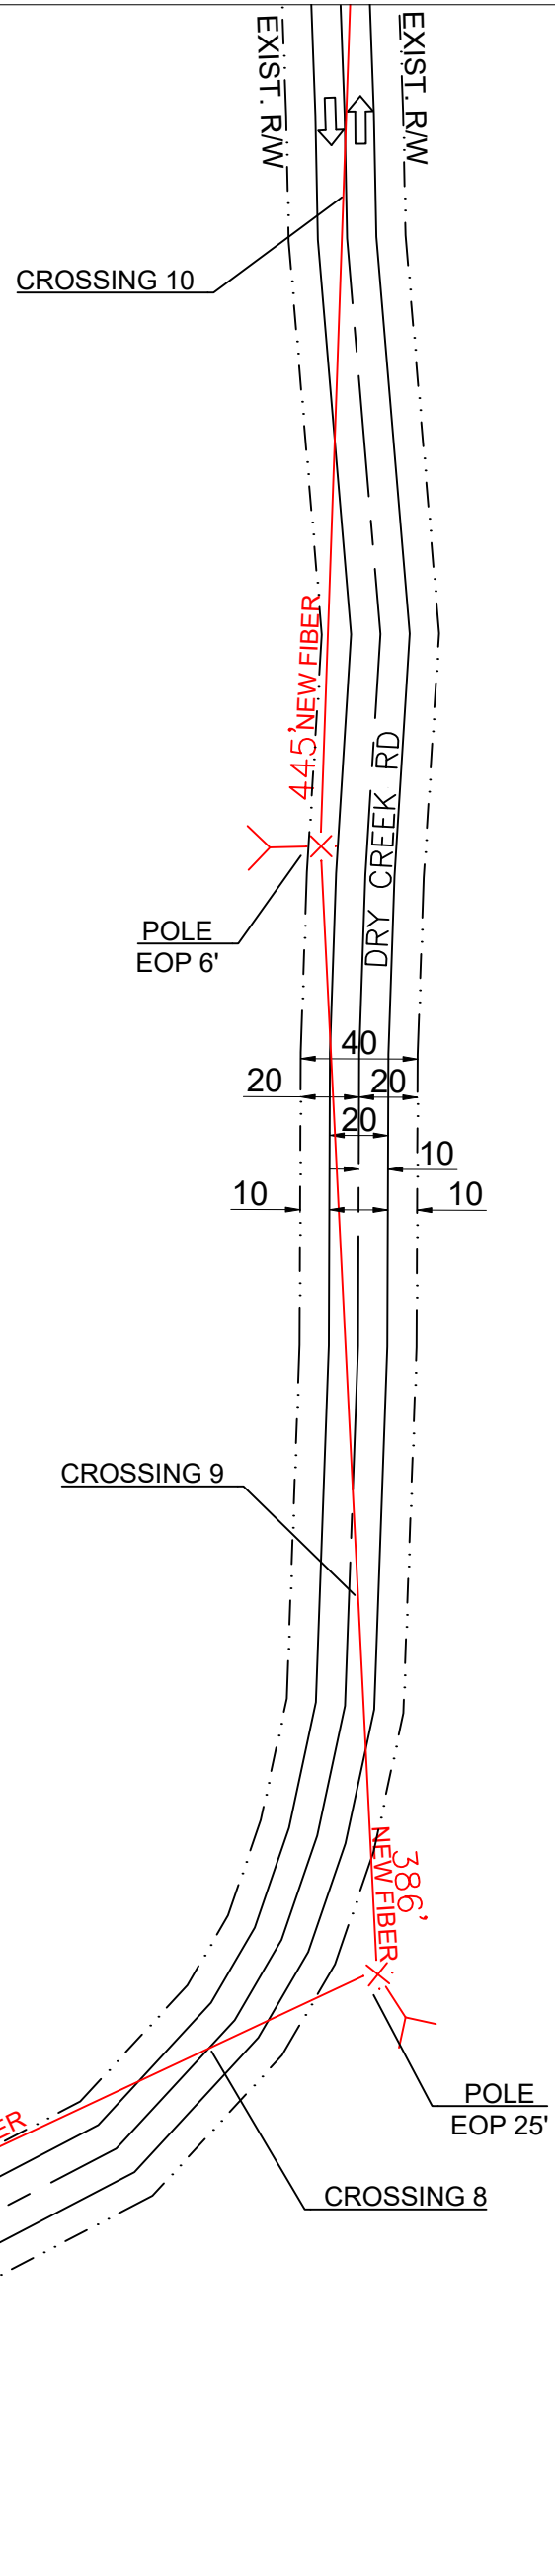 EXIST. R/W
EXIST. R/W
CROSSING 10
445' NEW FIBER
DRY CREEK RD
POLE
EOP 6'
40
20
20
20
10
10
10
CROSSING 9
386'
NEW FIBER
POLE
EOP 25'
ER
CROSSING 8